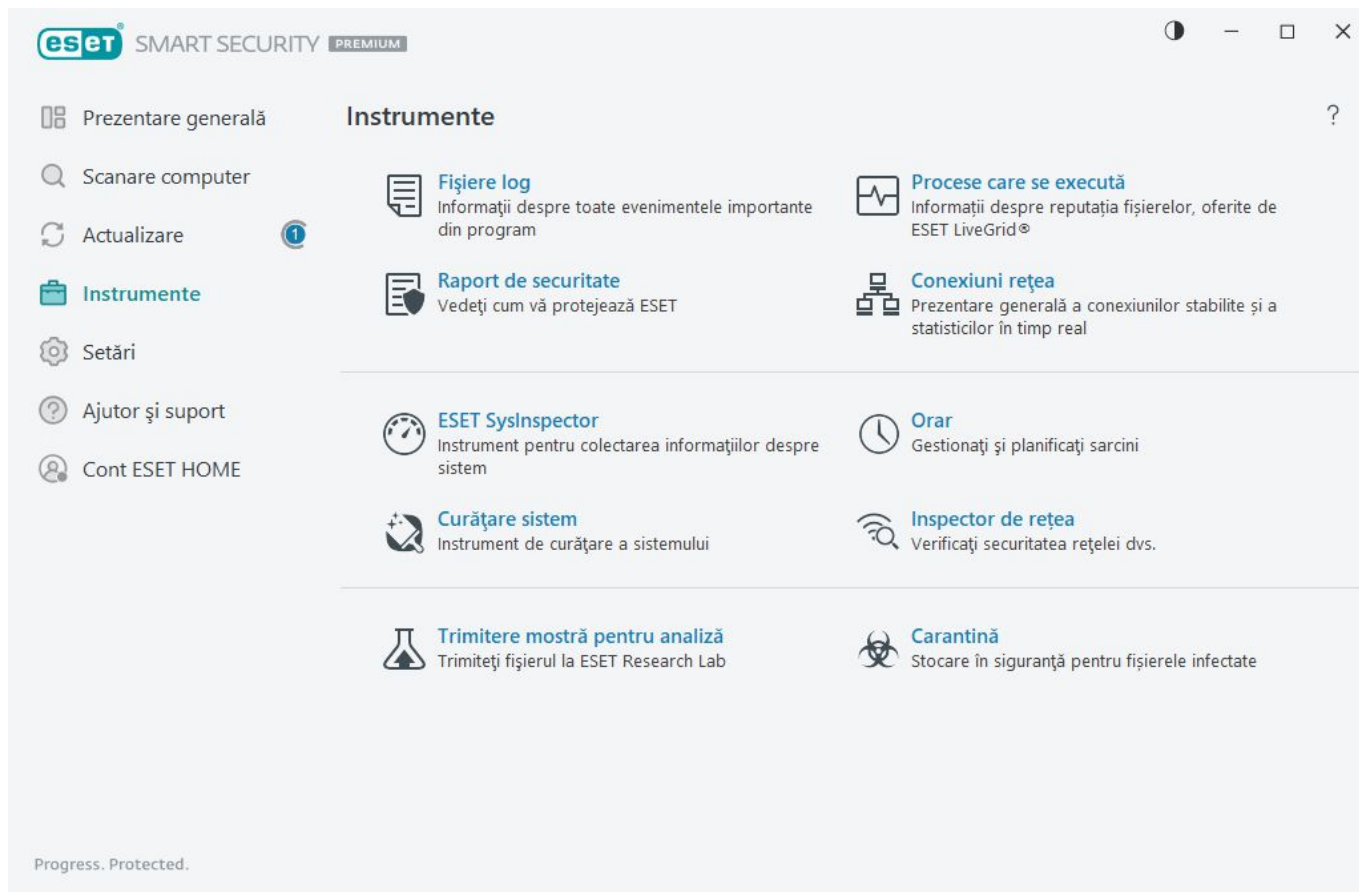 eset® SMART SECURITY PREMIUM
Prezentare generală
Scanare computer
Actualizare 1
Instrumente
Setări
Ajutor şi suport
Cont ESET HOME
Instrumente
?
Fişiere log
Informaţii despre toate evenimentele importante
din program
Procese care se execută
Informații despre reputația fișierelor, oferite de
ESET LiveGrid®
Raport de securitate
Vedeţi cum vă protejează ESET
Conexiuni reţea
Prezentare generală a conexiunilor stabilite și a
statisticilor în timp real
ESET SysInspector
Instrument pentru colectarea informaţiilor despre
sistem
Orar
Gestionaţi şi planificaţi sarcini
Curăţare sistem
Instrument de curăţare a sistemului
Inspector de rețea
Verificaţi securitatea reţelei dvs.
Trimitere mostră pentru analiză
Trimiteţi fişierul la ESET Research Lab
Carantină
Stocare în siguranţă pentru fișierele infectate
Progress. Protected.